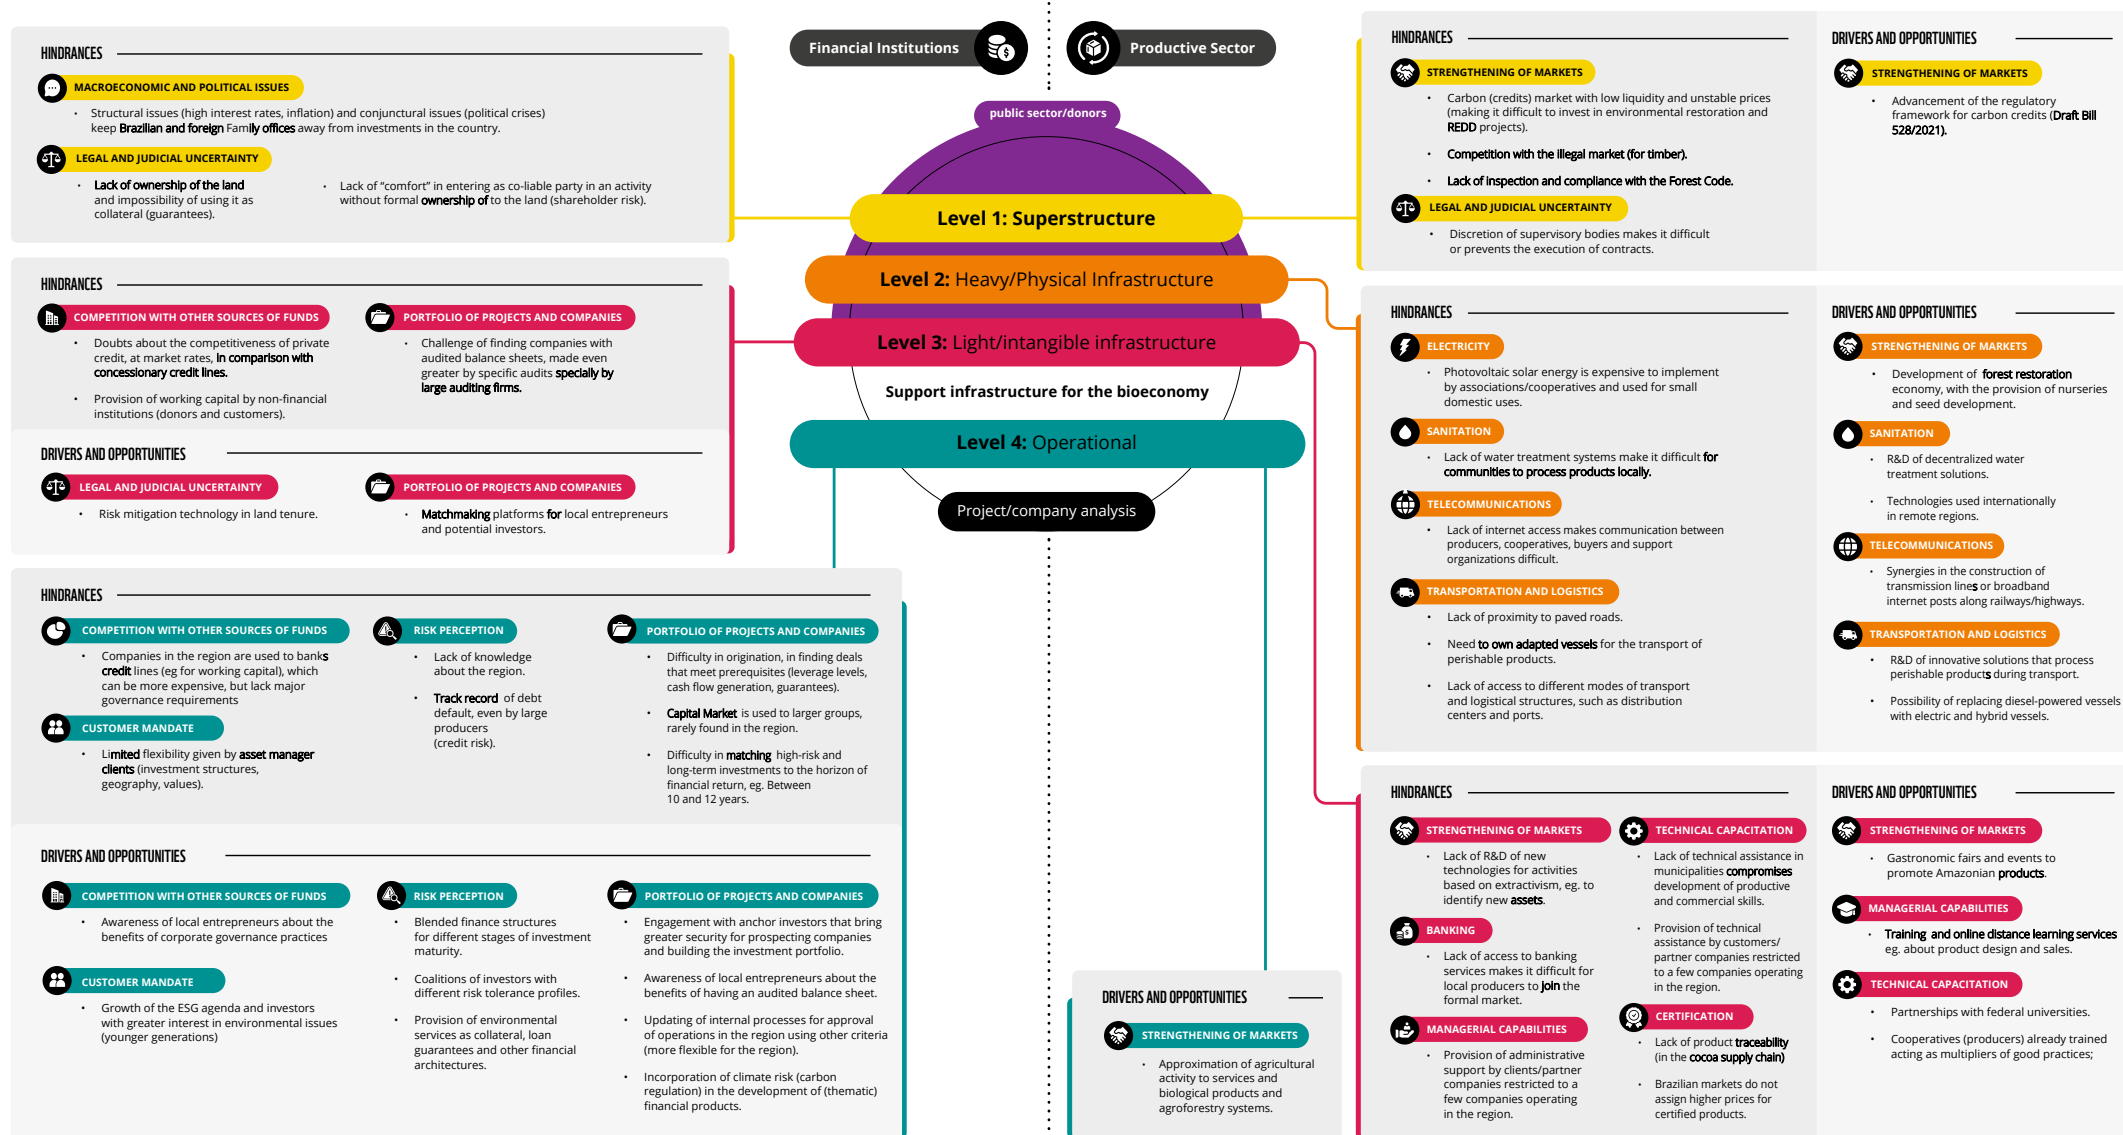 Financial Institutions
Productive Sector
public sector/donors
Level 1: Superstructure
Level 2: Heavy/Physical Infrastructure
Level 3: Light/intangible infrastructure
Support infrastructure for the bioeconomy
Level 4: Operational
Project/company analysis
HINDRANCES
MACROECONOMIC AND POLITICAL ISSUES
• Structural issues (high interest rates, inflation) and conjunctural issues (political crises)
keep Brazilian and foreign Family offices away from investments in the country.
LEGAL AND JUDICIAL UNCERTAINTY
• Lack of ownership of the land
and impossibility of using it as
collateral (guarantees).
• Lack of “comfort” in entering as co-liable party in an activity
without formal ownership of to the land (shareholder risk).
HINDRANCES
COMPETITION WITH OTHER SOURCES OF FUNDS
• Doubts about the competitiveness of private
credit, at market rates, in comparison with
concessionary credit lines.
• Provision of working capital by non-financial
institutions (donors and customers).
PORTFOLIO OF PROJECTS AND COMPANIES
• Challenge of finding companies with
audited balance sheets, made even
greater by specific audits specially by
large auditing firms.
DRIVERS AND OPPORTUNITIES
LEGAL AND JUDICIAL UNCERTAINTY
• Risk mitigation technology in land tenure.
PORTFOLIO OF PROJECTS AND COMPANIES
• Matchmaking platforms for local entrepreneurs
and potential investors.
HINDRANCES
COMPETITION WITH OTHER SOURCES OF FUNDS
• Companies in the region are used to banks
credit lines (eg for working capital), which
can be more expensive, but lack major
governance requirements
CUSTOMER MANDATE
• Limited flexibility given by asset manager
clients (investment structures,
geography, values).
RISK PERCEPTION
• Lack of knowledge
about the region.
• Track record of debt
default, even by large
producers
(credit risk).
PORTFOLIO OF PROJECTS AND COMPANIES
• Difficulty in origination, in finding deals
that meet prerequisites (leverage levels,
cash flow generation, guarantees).
• Capital Market is used to larger groups,
rarely found in the region.
• Difficulty in matching high-risk and
long-term investments to the horizon of
financial return, eg. Between
10 and 12 years.
DRIVERS AND OPPORTUNITIES
COMPETITION WITH OTHER SOURCES OF FUNDS
• Awareness of local entrepreneurs about the
benefits of corporate governance practices
CUSTOMER MANDATE
• Growth of the ESG agenda and investors
with greater interest in environmental issues
(younger generations)
RISK PERCEPTION
• Blended finance structures
for different stages of investment
maturity.
• Coalitions of investors with
different risk tolerance profiles.
• Provision of environmental
services as collateral, loan
guarantees and other financial
architectures.
PORTFOLIO OF PROJECTS AND COMPANIES
• Engagement with anchor investors that bring
greater security for prospecting companies
and building the investment portfolio.
• Awareness of local entrepreneurs about the
benefits of having an audited balance sheet.
• Updating of internal processes for approval
of operations in the region using other criteria
(more flexible for the region).
• Incorporation of climate risk (carbon
regulation) in the development of (thematic)
financial products.
DRIVERS AND OPPORTUNITIES
STRENGTHENING OF MARKETS
• Approximation of agricultural
activity to services and
biological products and
agroforestry systems.
HINDRANCES
STRENGTHENING OF MARKETS
• Carbon (credits) market with low liquidity and unstable prices
(making it difficult to invest in environmental restoration and
REDD projects).
• Competition with the illegal market (for timber).
• Lack of inspection and compliance with the Forest Code.
LEGAL AND JUDICIAL UNCERTAINTY
• Discretion of supervisory bodies makes it difficult
or prevents the execution of contracts.
DRIVERS AND OPPORTUNITIES
STRENGTHENING OF MARKETS
• Advancement of the regulatory
framework for carbon credits (Draft Bill
528/2021).
HINDRANCES
ELECTRICITY
• Photovoltaic solar energy is expensive to implement
by associations/cooperatives and used for small
domestic uses.
SANITATION
• Lack of water treatment systems make it difficult for
communities to process products locally.
TELECOMMUNICATIONS
• Lack of internet access makes communication between
producers, cooperatives, buyers and support
organizations difficult.
TRANSPORTATION AND LOGISTICS
• Lack of proximity to paved roads.
• Need to own adapted vessels for the transport of
perishable products.
• Lack of access to different modes of transport
and logistical structures, such as distribution
centers and ports.
DRIVERS AND OPPORTUNITIES
STRENGTHENING OF MARKETS
• Development of forest restoration
economy, with the provision of nurseries
and seed development.
SANITATION
• R&D of decentralized water
treatment solutions.
• Technologies used internationally
in remote regions.
TELECOMMUNICATIONS
• Synergies in the construction of
transmission lines or broadband
internet posts along railways/highways.
TRANSPORTATION AND LOGISTICS
• R&D of innovative solutions that process
perishable products during transport.
• Possibility of replacing diesel-powered vessels
with electric and hybrid vessels.
HINDRANCES
STRENGTHENING OF MARKETS
• Lack of R&D of new
technologies for activities
based on extractivism, eg. to
identify new assets.
BANKING
• Lack of access to banking
services makes it difficult for
local producers to join the
formal market.
MANAGERIAL CAPABILITIES
• Provision of administrative
support by clients/partner
companies restricted to a
few companies operating
in the region.
TECHNICAL CAPACITATION
• Lack of technical assistance in
municipalities compromises
development of productive
and commercial skills.
• Provision of technical
assistance by customers/
partner companies restricted
to a few companies operating
in the region.
CERTIFICATION
• Lack of product traceability
(in the cocoa supply chain)
• Brazilian markets do not
assign higher prices for
certified products.
DRIVERS AND OPPORTUNITIES
STRENGTHENING OF MARKETS
• Gastronomic fairs and events to
promote Amazonian products.
MANAGERIAL CAPABILITIES
• Training and online distance learning services
eg. about product design and sales.
TECHNICAL CAPACITATION
• Partnerships with federal universities.
• Cooperatives (producers) already trained
acting as multipliers of good practices;